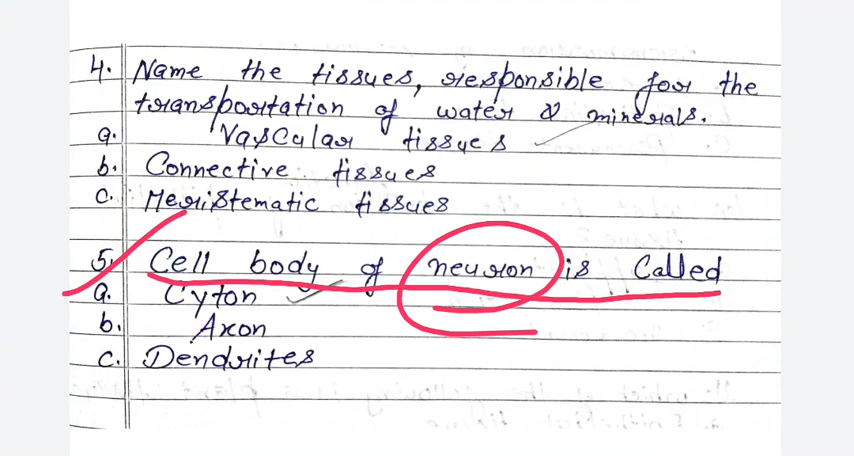 4. Name the tissues, responsible for the
transportation of water & minerals.
a. Vascular tissues
b. Connective tissues
c. Meristematic tissues
5. Cell body of neuron is Called
a. Cyton
b. Axon
c. Dendrites